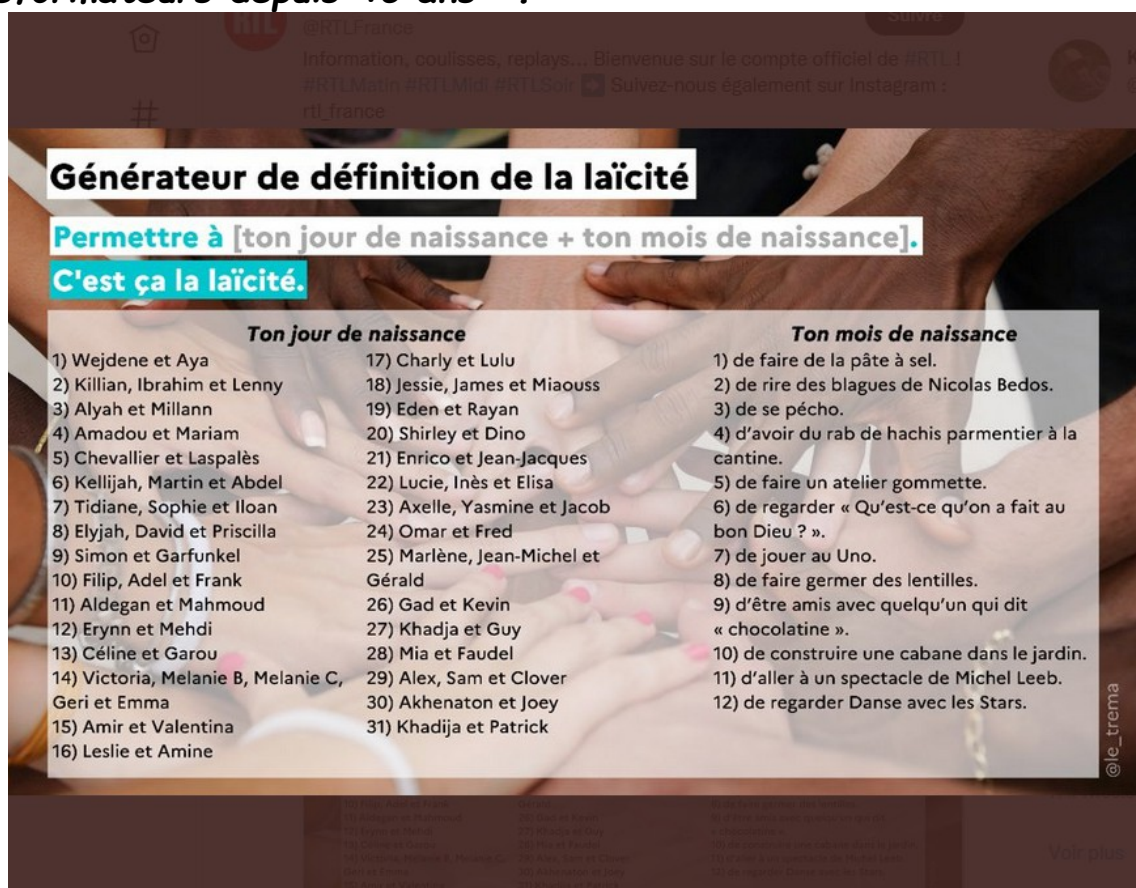 @RTLFrance
Suivre
Information, coulisses, replays... Bienvenue sur le compte officiel de #RTL !
#RTLMatin #RTLMidi #RTLSoir ➡ Suivez-nous également sur Instagram :
rtl_france
RTL
Générateur de définition de la laïcité
Permettre à [ton jour de naissance + ton mois de naissance].
C'est ça la laïcité.
Ton jour de naissance
1) Wejdene et Aya
2) Killian, Ibrahim et Lenny
3) Alyah et Millann
4) Amadou et Mariam
5) Chevallier et Laspalès
6) Kellijah, Martin et Abdel
7) Tidiane, Sophie et Iloan
8) Elyjah, David et Priscilla
9) Simon et Garfunkel
10) Filip, Adel et Frank
11) Aldegan et Mahmoud
12) Erynn et Mehdi
13) Céline et Garou
14) Victoria, Melanie B, Melanie C,
Geri et Emma
15) Amir et Valentina
16) Leslie et Amine
17) Charly et Lulu
18) Jessie, James et Miaouss
19) Eden et Rayan
20) Shirley et Dino
21) Enrico et Jean-Jacques
22) Lucie, Inès et Elisa
23) Axelle, Yasmine et Jacob
24) Omar et Fred
25) Marlène, Jean-Michel et
Gérald
26) Gad et Kevin
27) Khadja et Guy
28) Mia et Faudel
29) Alex, Sam et Clover
30) Akhenaton et Joey
31) Khadija et Patrick
Ton mois de naissance
1) de faire de la pâte à sel.
2) de rire des blagues de Nicolas Bedos.
3) de se pécho.
4) d'avoir du rab de hachis parmentier à la
cantine.
5) de faire un atelier gommette.
6) de regarder « Qu'est-ce qu'on a fait au
bon Dieu ? ».
7) de jouer au Uno.
8) de faire germer des lentilles.
9) d'être amis avec quelqu'un qui dit
« chocolatine ».
10) de construire une cabane dans le jardin.
11) d'aller à un spectacle de Michel Leeb.
12) de regarder Danse avec les Stars.
@le_trema
Voir plus